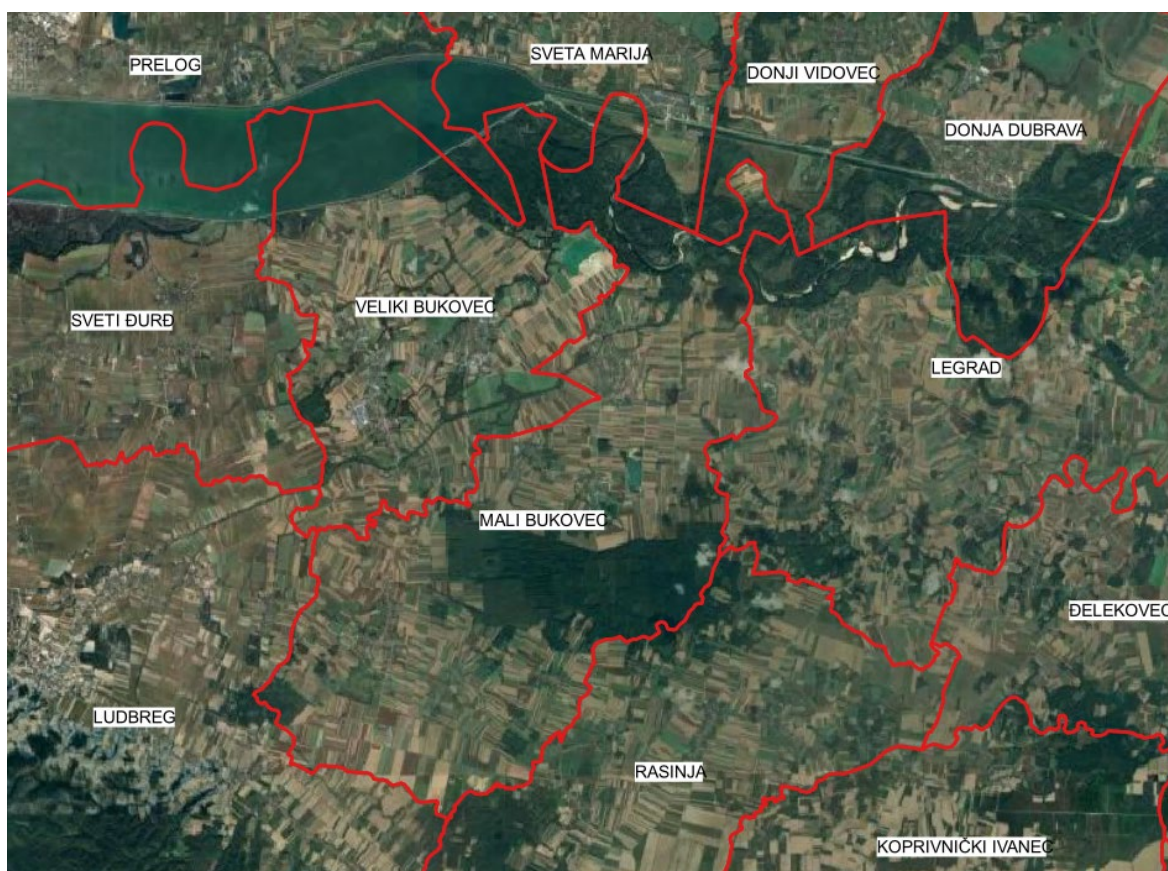 SVETA MARIJA
PRELOG
DONJI VIDOVEC
DONJA DUBRAVA
VELIKI BUKOVEC
SVETI ĐURĐ
LEGRAD
MALI BUKOVEC
ĐELEKOVEC
LUDBREG
RASINJA
KOPRIVNIČKI IVANEC